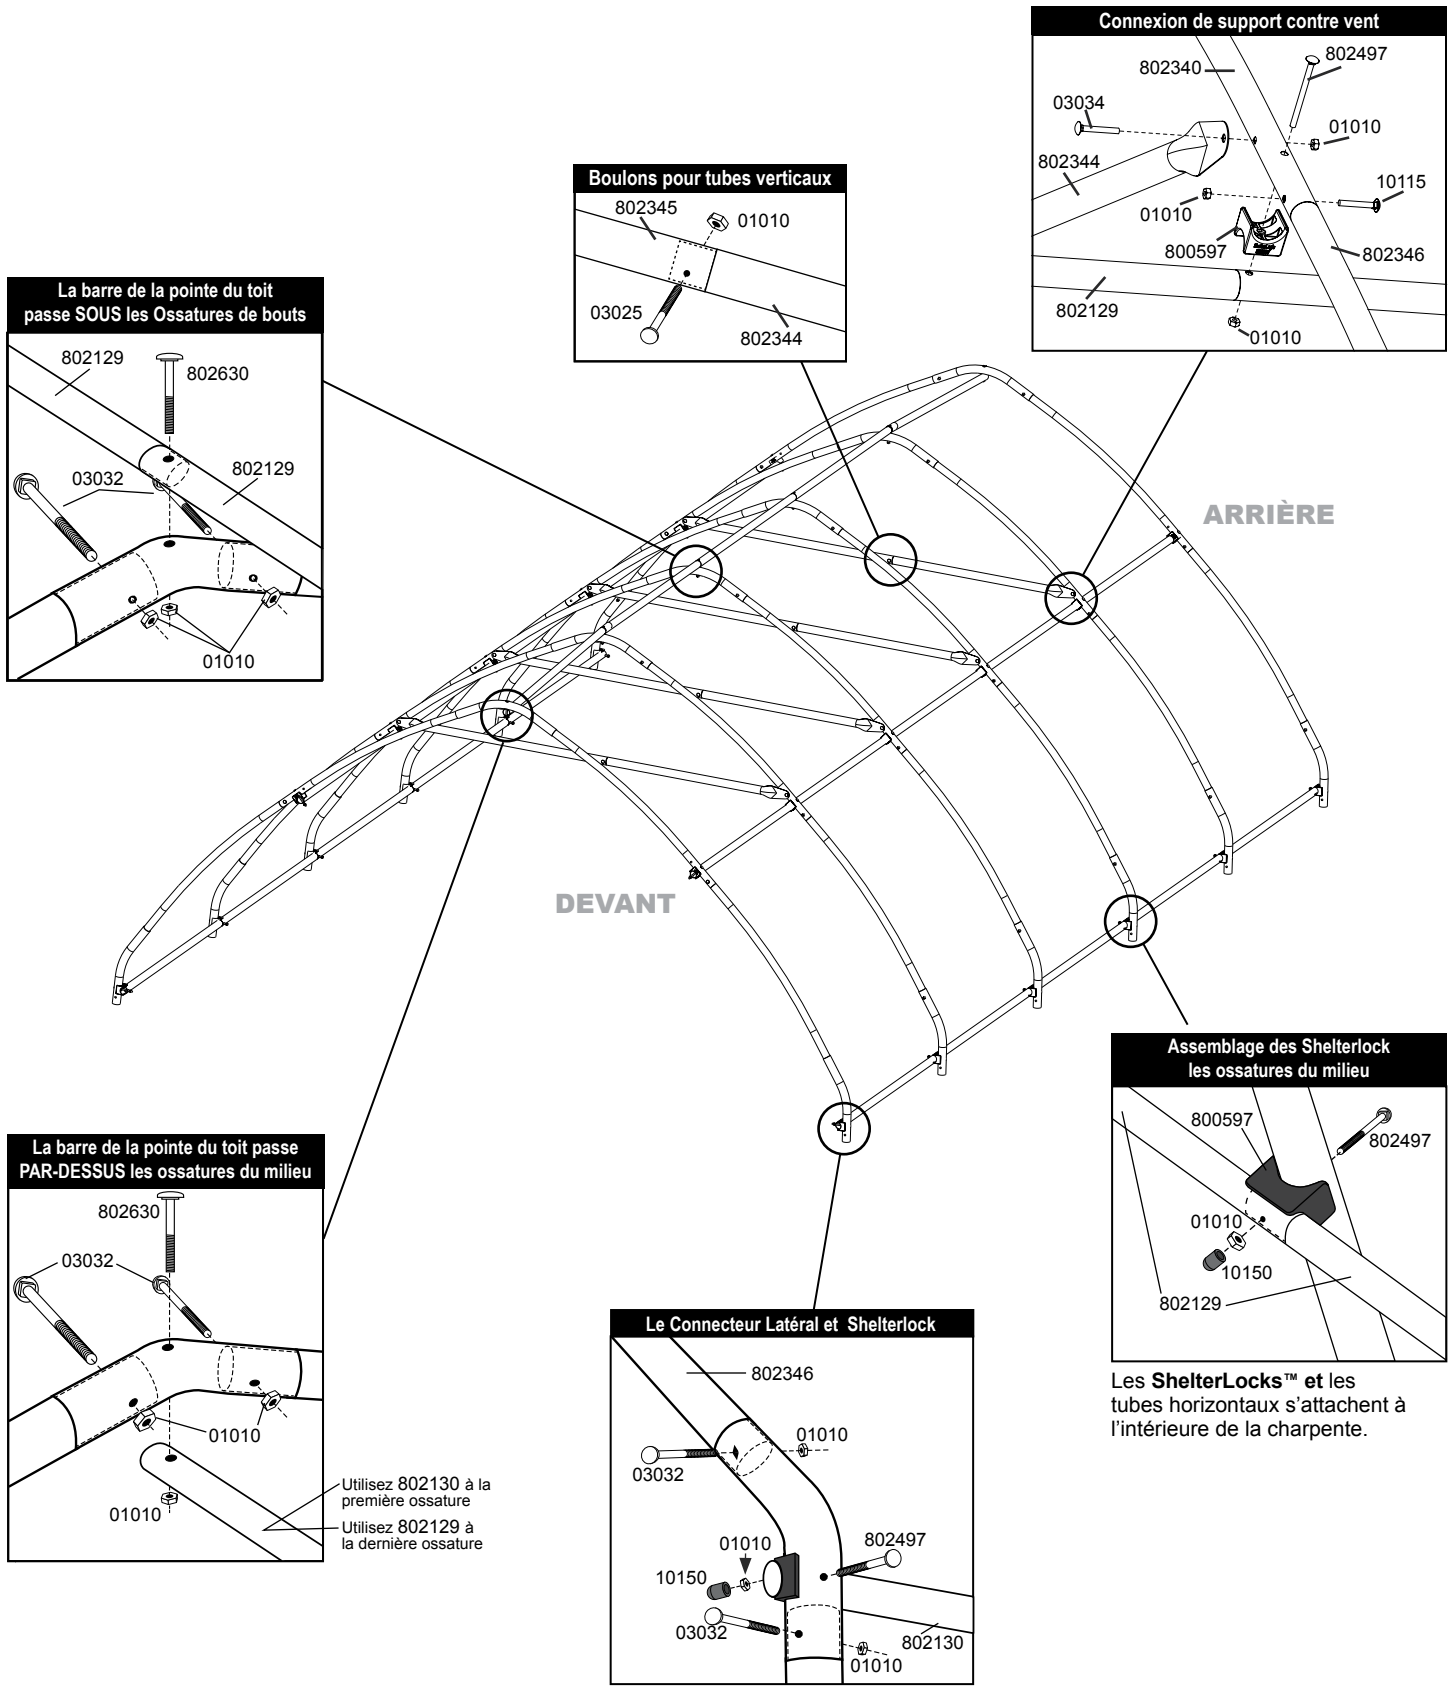 Connexion de support contre vent
802340
802497
03034
01010
802344
10115
01010
800597
802346
802129
01010
Boulons pour tubes verticaux
802345
01010
03025
802344
La barre de la pointe du toit
passe SOUS les Ossatures de bouts
802129
802630
03032
802129
01010
ARRIÈRE
DEVANT
La barre de la pointe du toit passe
PAR-DESSUS les ossatures du milieu
802630
03032
01010
01010
Utilisez 802130 à la
première ossature
Utilisez 802129 à
la dernière ossature
Le Connecteur Latéral et Shelterlock
802346
01010
03032
01010
802497
10150
03032
802130
01010
Assemblage des Shelterlock
les ossatures du milieu
800597
802497
01010
10150
802129
Les ShelterLocks™ et les
tubes horizontaux s'attachent à
l'intérieure de la charpente.